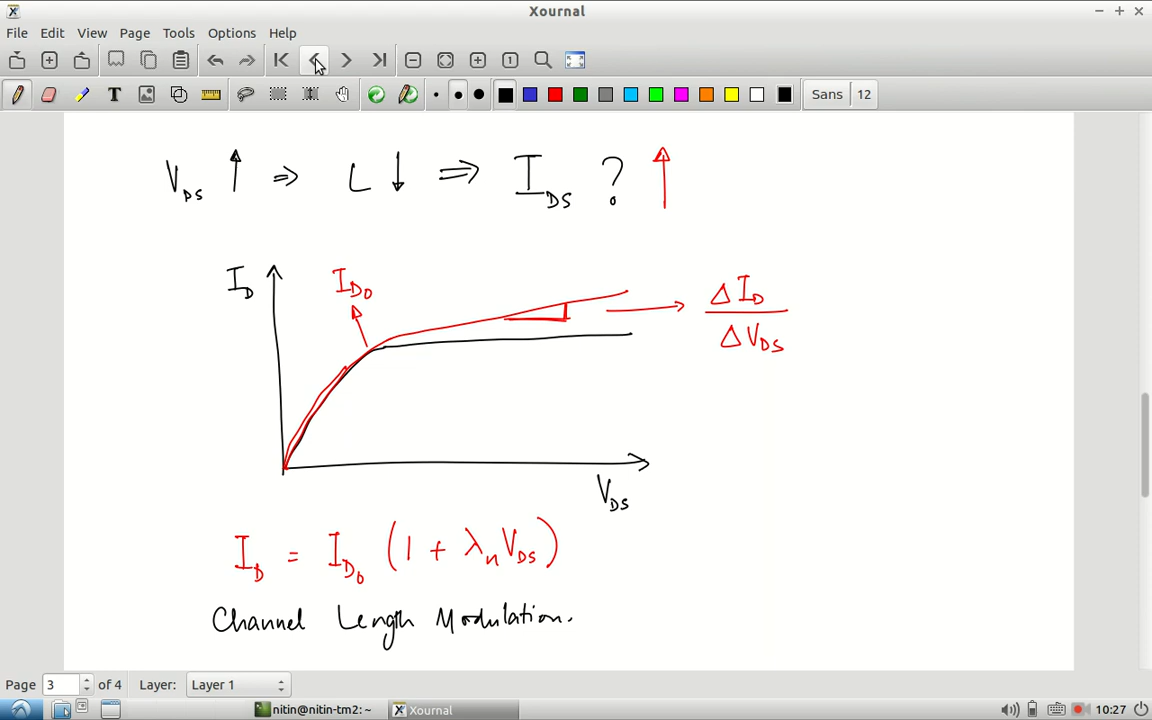 Xournal
File Edit View Page Tools Options Help
Sans 12
V_DS ↑ ⇒ L ↓ ⇒ I_DS ? ↑
I_D
I_D0
ΔI_D
ΔV_DS
V_DS
I_D = I_D0 (1 + λ_n V_DS)
Channel Length Modulation.
Page 3 of 4 Layer: Layer 1
nitin@nitin-tm2: ~ Xournal 10:27